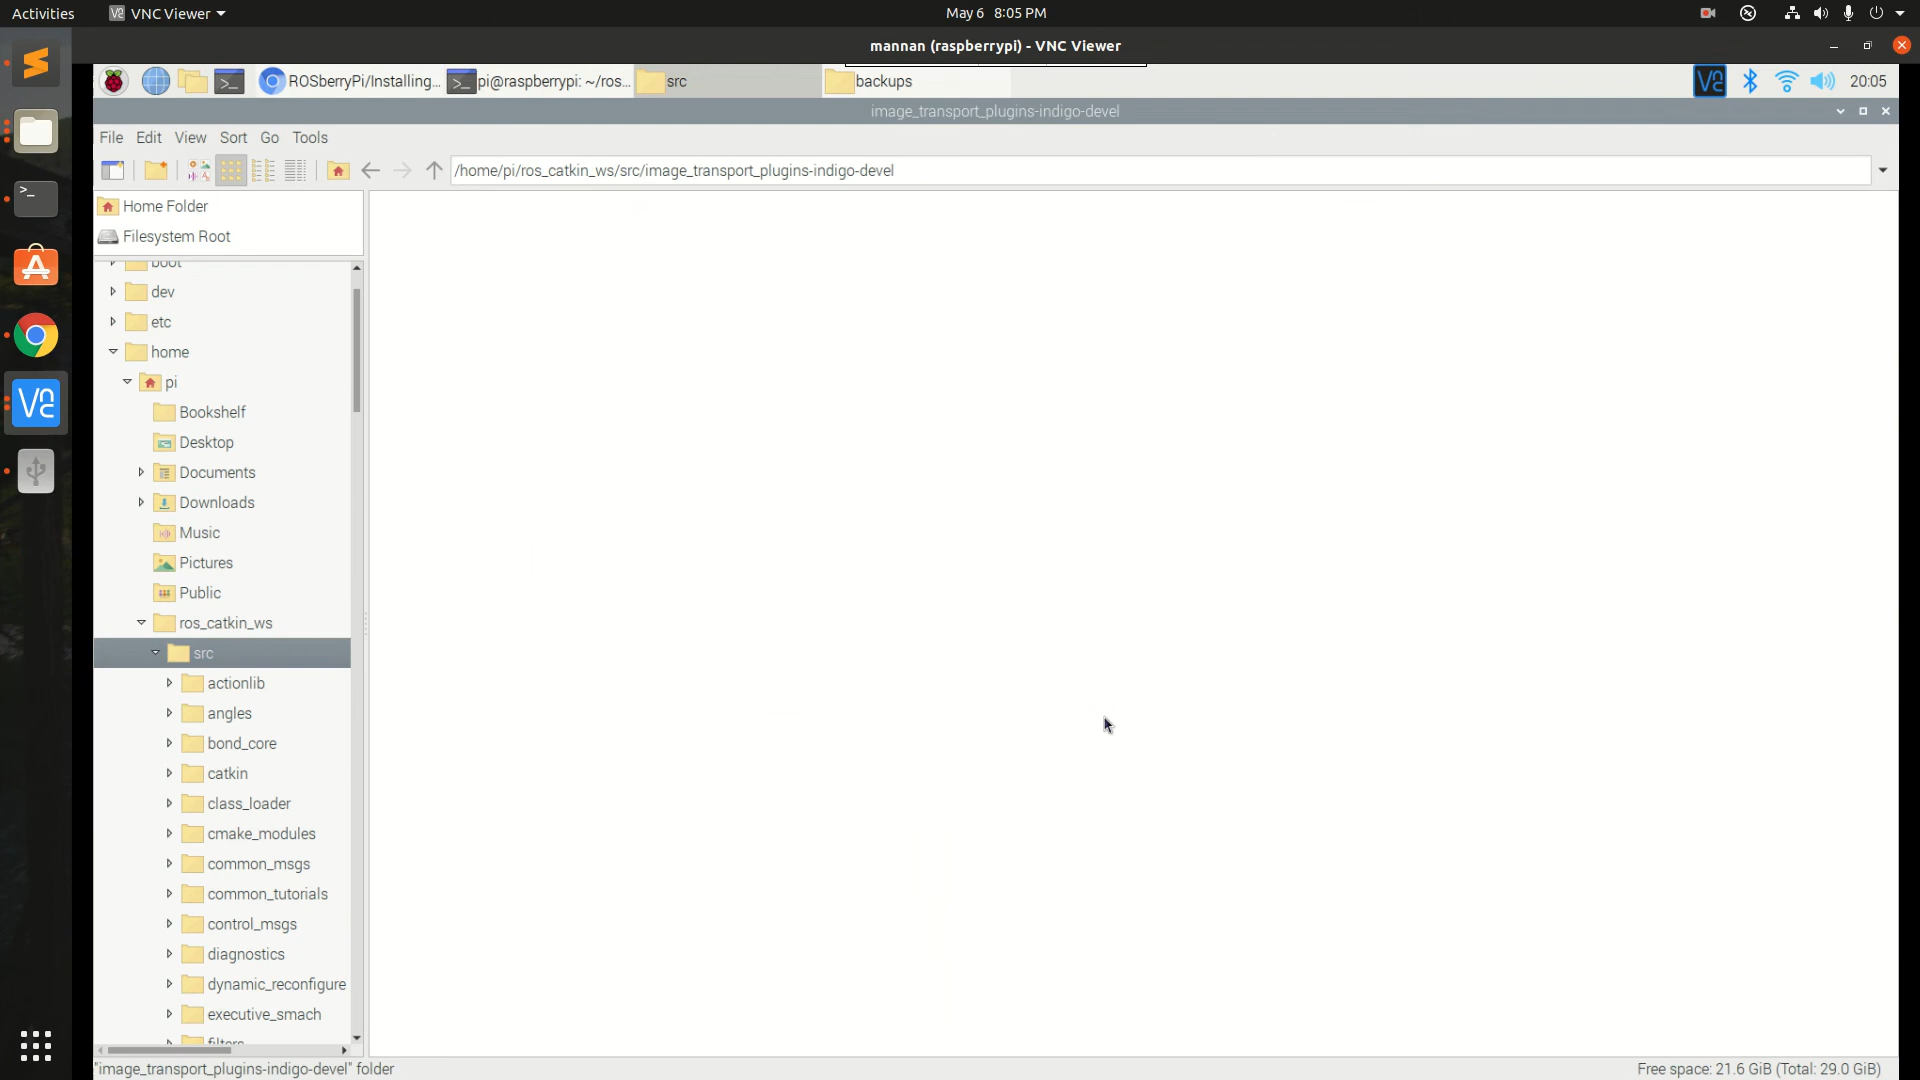 Activities VNC Viewer May 6 8:05 PM
mannan (raspberrypi) - VNC Viewer
ROSberryPi/Installing... pi@raspberrypi: ~/ros... src backups 20:05
image_transport_plugins-indigo-devel
File Edit View Sort Go Tools
/home/pi/ros_catkin_ws/src/image_transport_plugins-indigo-devel
Home Folder
Filesystem Root
boot
dev
etc
home
pi
Bookshelf
Desktop
Documents
Downloads
Music
Pictures
Public
ros_catkin_ws
src
actionlib
angles
bond_core
catkin
class_loader
cmake_modules
common_msgs
common_tutorials
control_msgs
diagnostics
dynamic_reconfigure
executive_smach
filters
"image_transport_plugins-indigo-devel" folder Free space: 21.6 GiB (Total: 29.0 GiB)